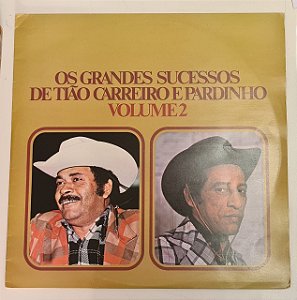 OS GRANDES SUCESSOS
DE TIÃO CARREIRO E PARDINHO
VOLUME 2